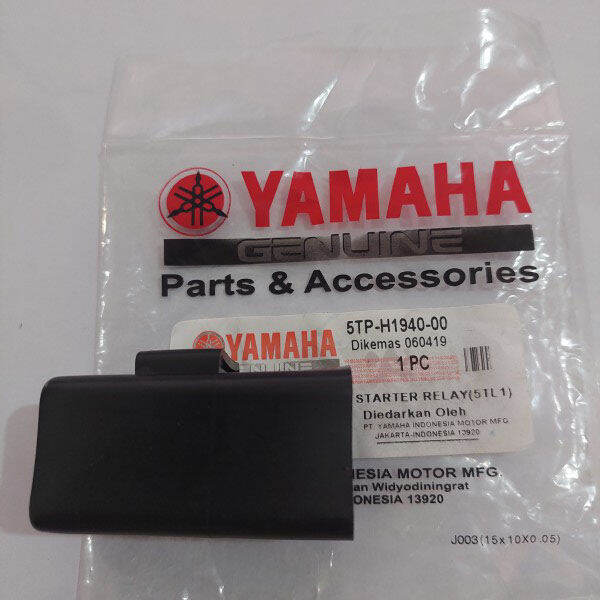 YAMAHA
GENUINE
Parts & Accessories
YAMAHA
5TP-H1940-00
Dikemas 060419
1 PC
STARTER RELAY(5TL1)
Diedarkan Oleh
PT. YAMAHA INDONESIA MOTOR MFG.
JAKARTA-INDONESIA 13920
NESIA MOTOR MFG.
an Widyodiningrat
ONESIA 13920
J003(15x10X0.05)